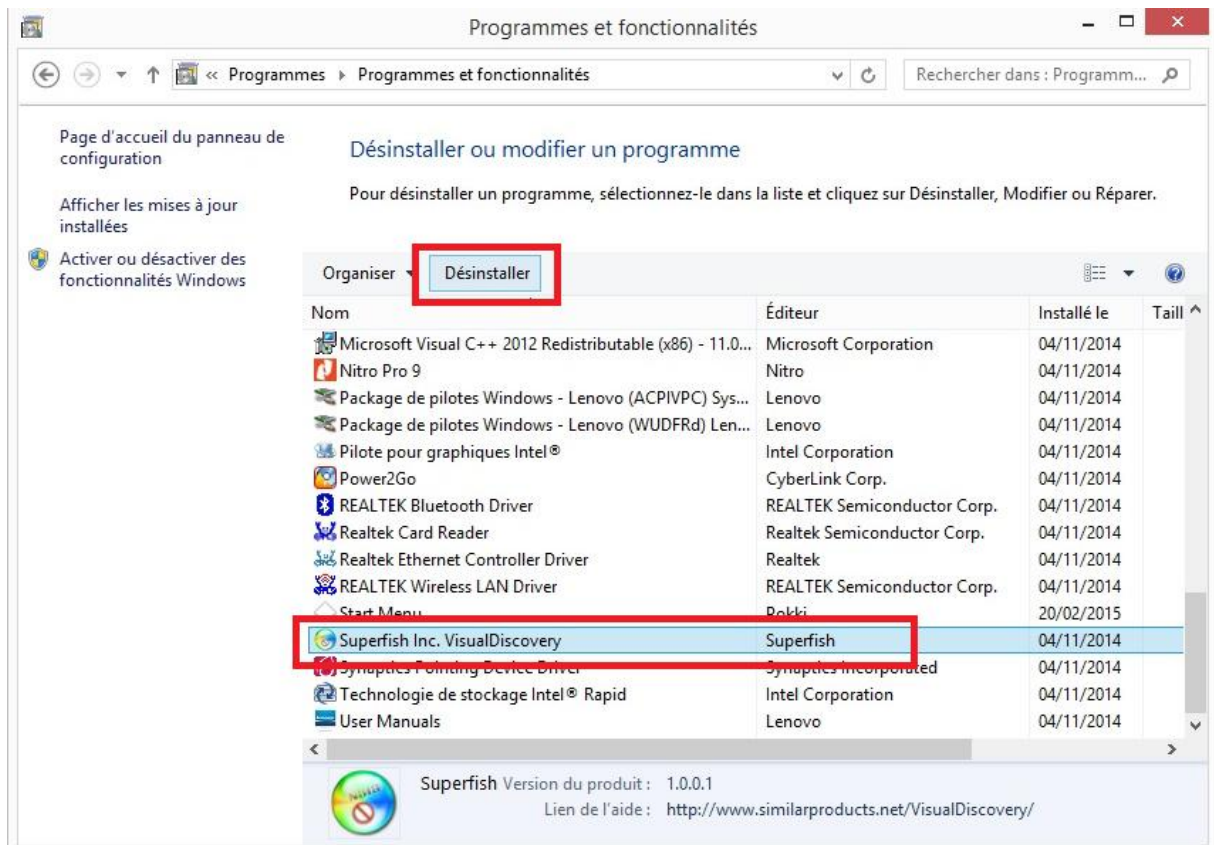 Programmes et fonctionnalités
« Programmes ▸ Programmes et fonctionnalités
Rechercher dans : Programm...
Page d'accueil du panneau de
configuration
Afficher les mises à jour
installées
Activer ou désactiver des
fonctionnalités Windows
Désinstaller ou modifier un programme
Pour désinstaller un programme, sélectionnez-le dans la liste et cliquez sur Désinstaller, Modifier ou Réparer.
Organiser Désinstaller
Nom Éditeur Installé le Taill
Microsoft Visual C++ 2012 Redistributable (x86) - 11.0... Microsoft Corporation 04/11/2014
Nitro Pro 9 Nitro 04/11/2014
Package de pilotes Windows - Lenovo (ACPIVPC) Sys... Lenovo 04/11/2014
Package de pilotes Windows - Lenovo (WUDFRd) Len... Lenovo 04/11/2014
Pilote pour graphiques Intel® Intel Corporation 04/11/2014
Power2Go CyberLink Corp. 04/11/2014
REALTEK Bluetooth Driver REALTEK Semiconductor Corp. 04/11/2014
Realtek Card Reader Realtek Semiconductor Corp. 04/11/2014
Realtek Ethernet Controller Driver Realtek 04/11/2014
REALTEK Wireless LAN Driver REALTEK Semiconductor Corp. 04/11/2014
Start Menu Pokki 20/02/2015
Superfish Inc. VisualDiscovery Superfish 04/11/2014
Synaptics Pointing Device Driver Synaptics Incorporated 04/11/2014
Technologie de stockage Intel® Rapid Intel Corporation 04/11/2014
User Manuals Lenovo 04/11/2014
Superfish Version du produit : 1.0.0.1
Lien de l'aide : http://www.similarproducts.net/VisualDiscovery/